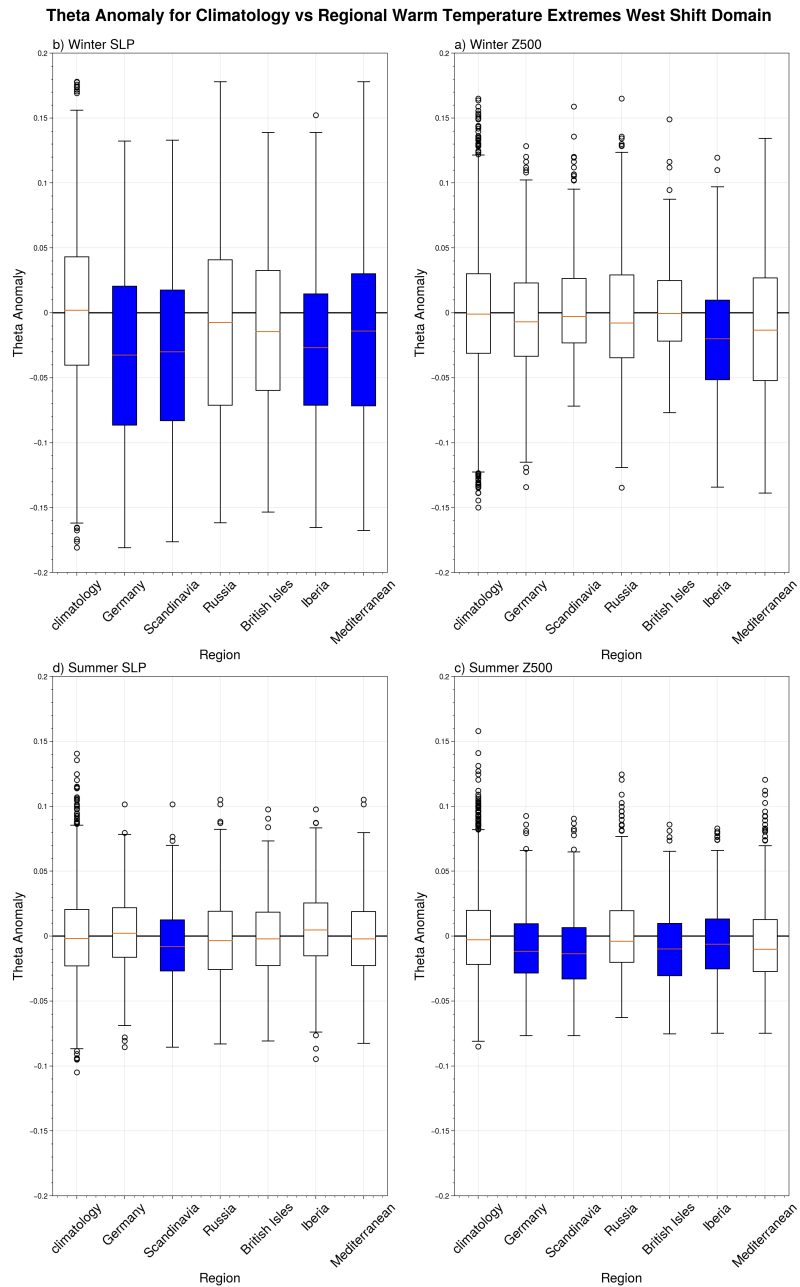 Theta Anomaly for Climatology vs Regional Warm Temperature Extremes West Shift Domain
b) Winter SLP
0.2
0.15
0.1
0.05
0
−0.05
−0.1
−0.15
−0.2
Theta Anomaly
climatology
Germany
Scandinavia
Russia
British Isles
Iberia
Mediterranean
Region
a) Winter Z500
0.2
0.15
0.1
0.05
0
−0.05
−0.1
−0.15
−0.2
Theta Anomaly
climatology
Germany
Scandinavia
Russia
British Isles
Iberia
Mediterranean
Region
d) Summer SLP
0.2
0.15
0.1
0.05
0
−0.05
−0.1
−0.15
−0.2
Theta Anomaly
climatology
Germany
Scandinavia
Russia
British Isles
Iberia
Mediterranean
Region
c) Summer Z500
0.2
0.15
0.1
0.05
0
−0.05
−0.1
−0.15
−0.2
Theta Anomaly
climatology
Germany
Scandinavia
Russia
British Isles
Iberia
Mediterranean
Region